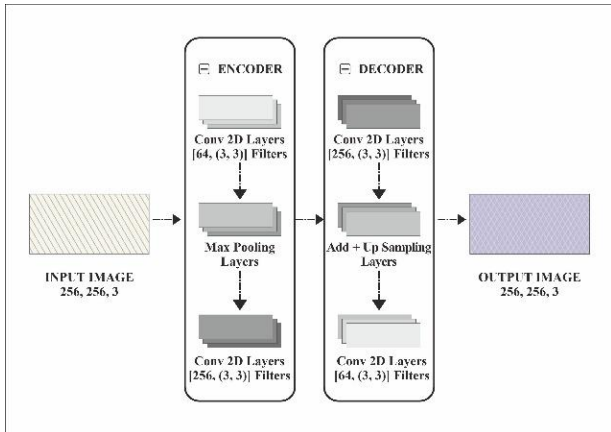 ENCODER
Conv 2D Layers
[64, (3, 3)] Filters
Max Pooling
Layers
Conv 2D Layers
[256, (3, 3)] Filters
DECODER
Conv 2D Layers
[256, (3, 3)] Filters
Add + Up Sampling
Layers
Conv 2D Layers
[64, (3, 3)] Filters
INPUT IMAGE
256, 256, 3
OUTPUT IMAGE
256, 256, 3